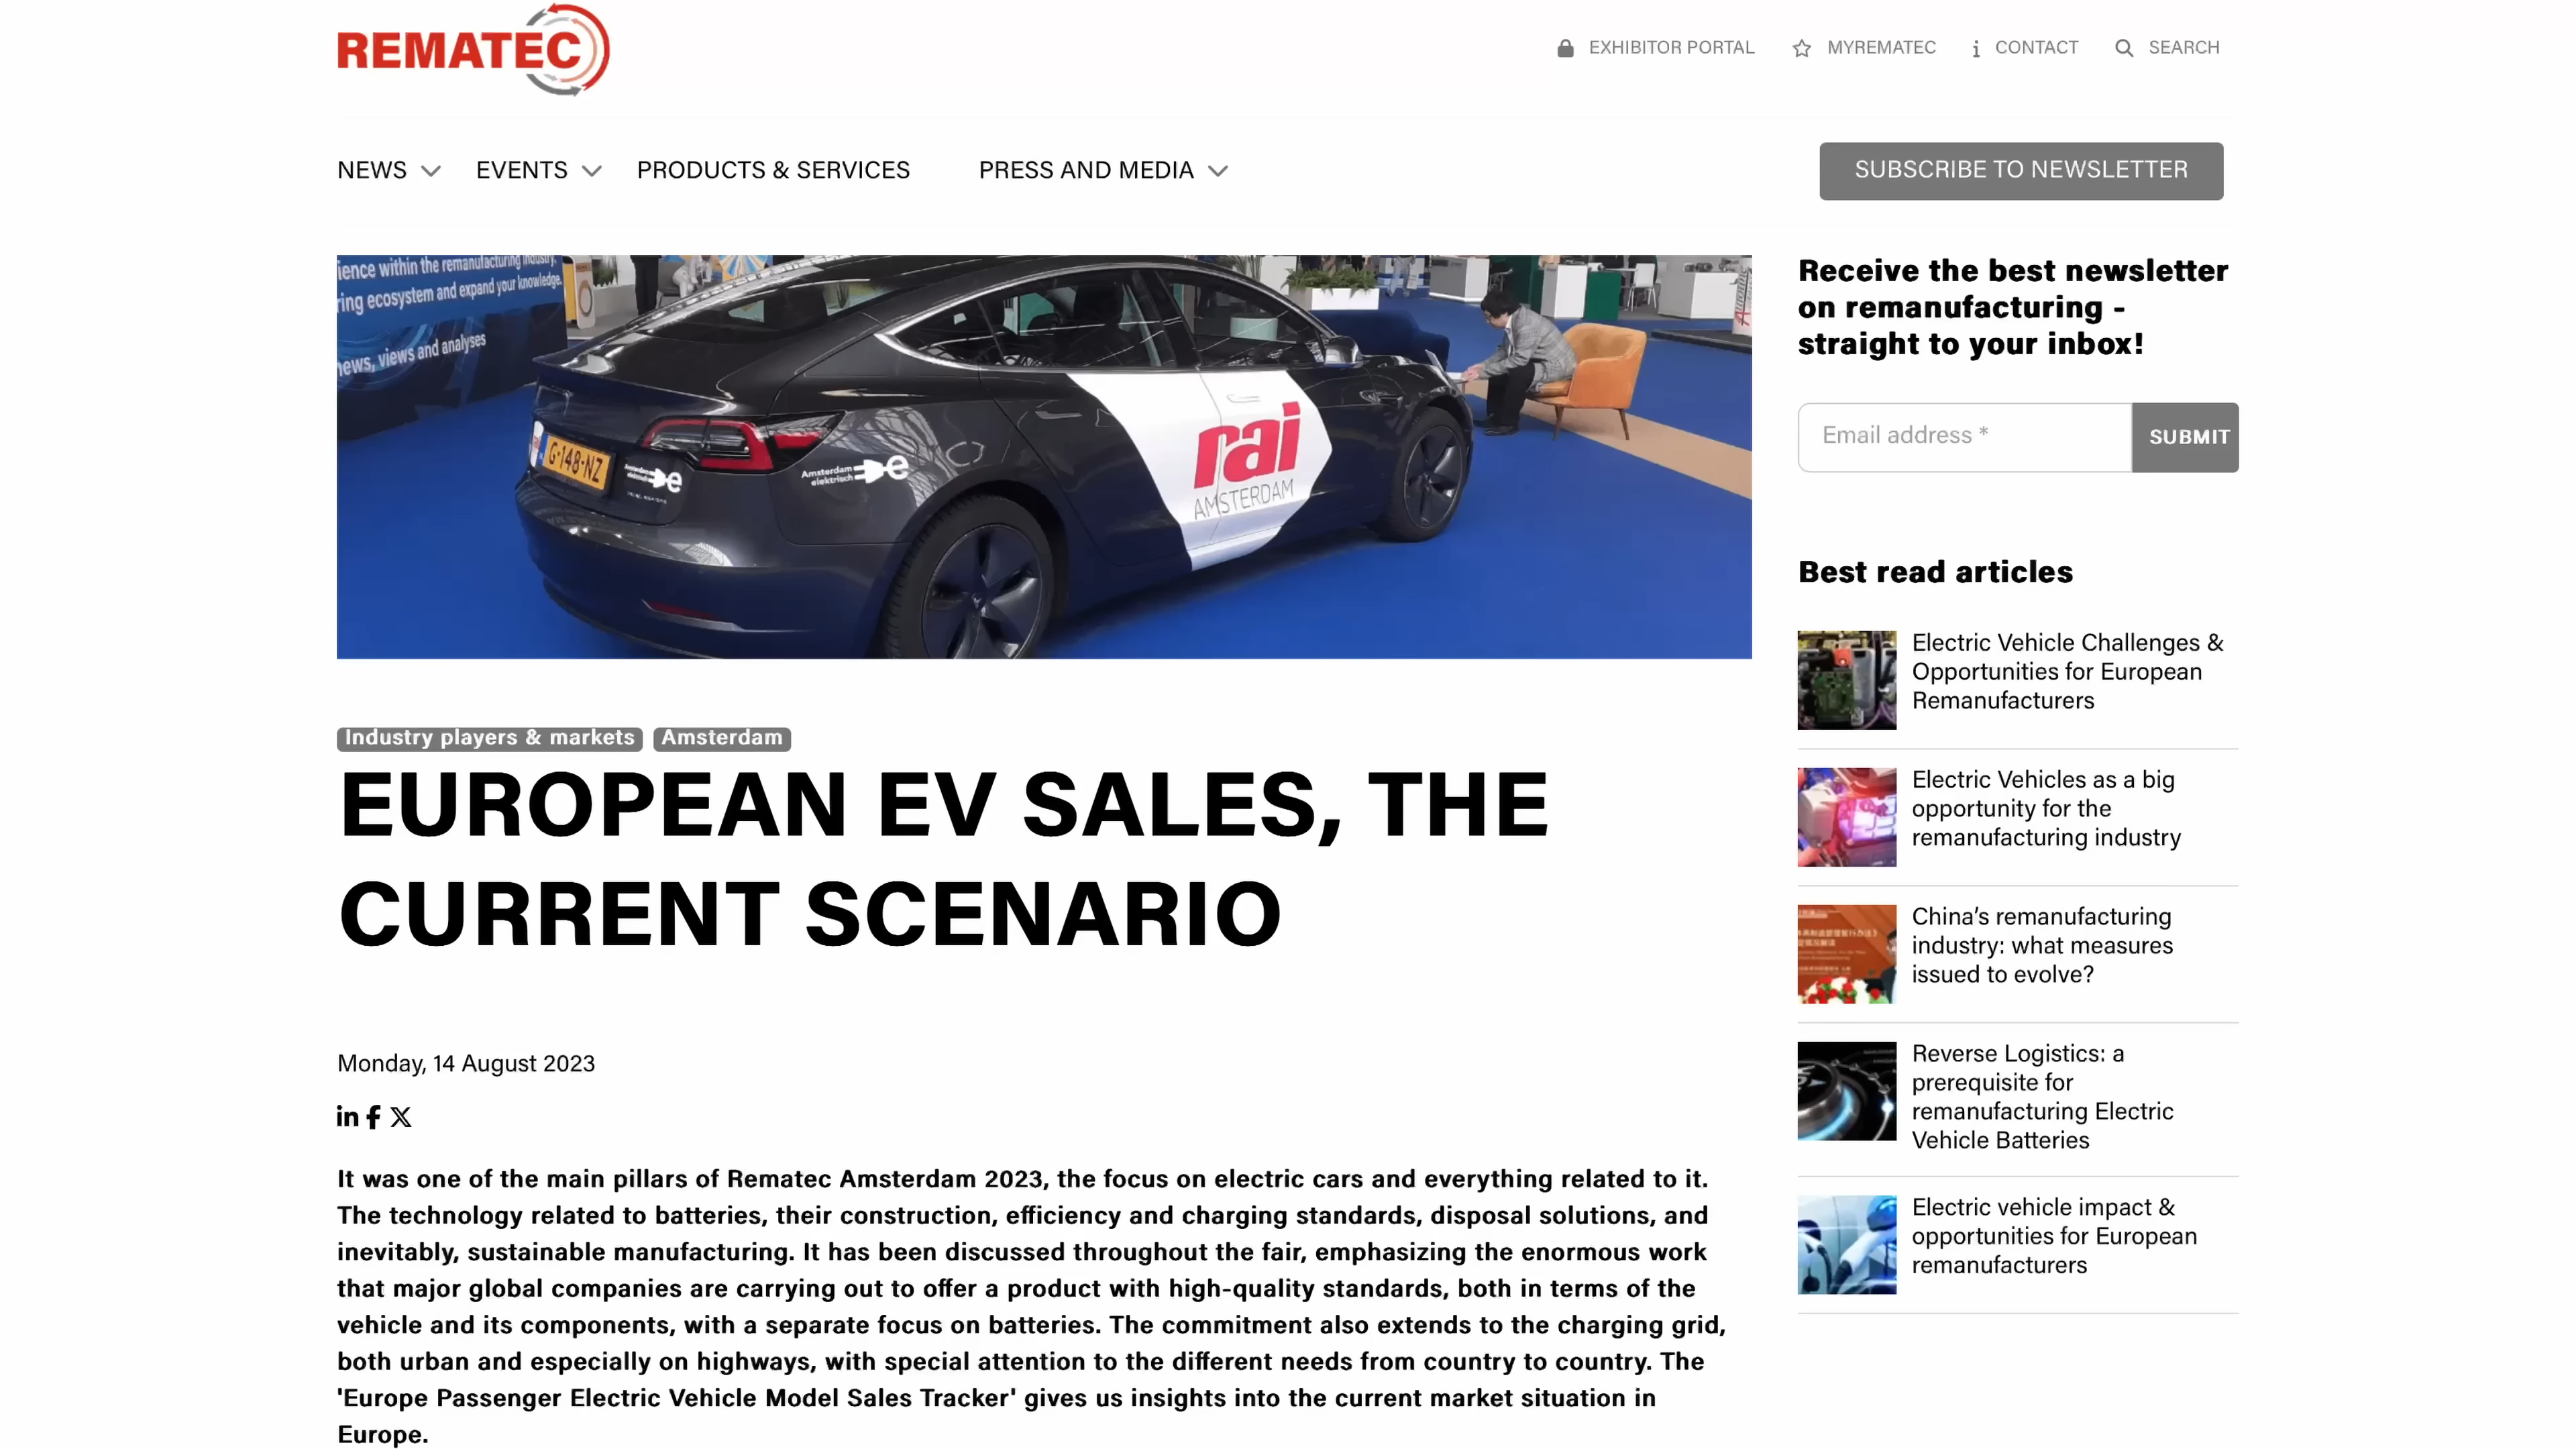 REMATEC
EXHIBITOR PORTAL
MYREMATEC
CONTACT
SEARCH
NEWS
EVENTS
PRODUCTS & SERVICES
PRESS AND MEDIA
SUBSCRIBE TO NEWSLETTER
ience within the remanufacturing industry.
ring ecosystem and expand your knowledge.
news, views and analyses
G-148-NZ
Amsterdam
elektrisch
rai
AMSTERDAM
Industry players & markets
Amsterdam
EUROPEAN EV SALES, THE
CURRENT SCENARIO
Monday, 14 August 2023
It was one of the main pillars of Rematec Amsterdam 2023, the focus on electric cars and everything related to it.
The technology related to batteries, their construction, efficiency and charging standards, disposal solutions, and
inevitably, sustainable manufacturing. It has been discussed throughout the fair, emphasizing the enormous work
that major global companies are carrying out to offer a product with high-quality standards, both in terms of the
vehicle and its components, with a separate focus on batteries. The commitment also extends to the charging grid,
both urban and especially on highways, with special attention to the different needs from country to country. The
'Europe Passenger Electric Vehicle Model Sales Tracker' gives us insights into the current market situation in
Europe.
Receive the best newsletter
on remanufacturing -
straight to your inbox!
Email address *
SUBMIT
Best read articles
Electric Vehicle Challenges &
Opportunities for European
Remanufacturers
Electric Vehicles as a big
opportunity for the
remanufacturing industry
China’s remanufacturing
industry: what measures
issued to evolve?
Reverse Logistics: a
prerequisite for
remanufacturing Electric
Vehicle Batteries
Electric vehicle impact &
opportunities for European
remanufacturers